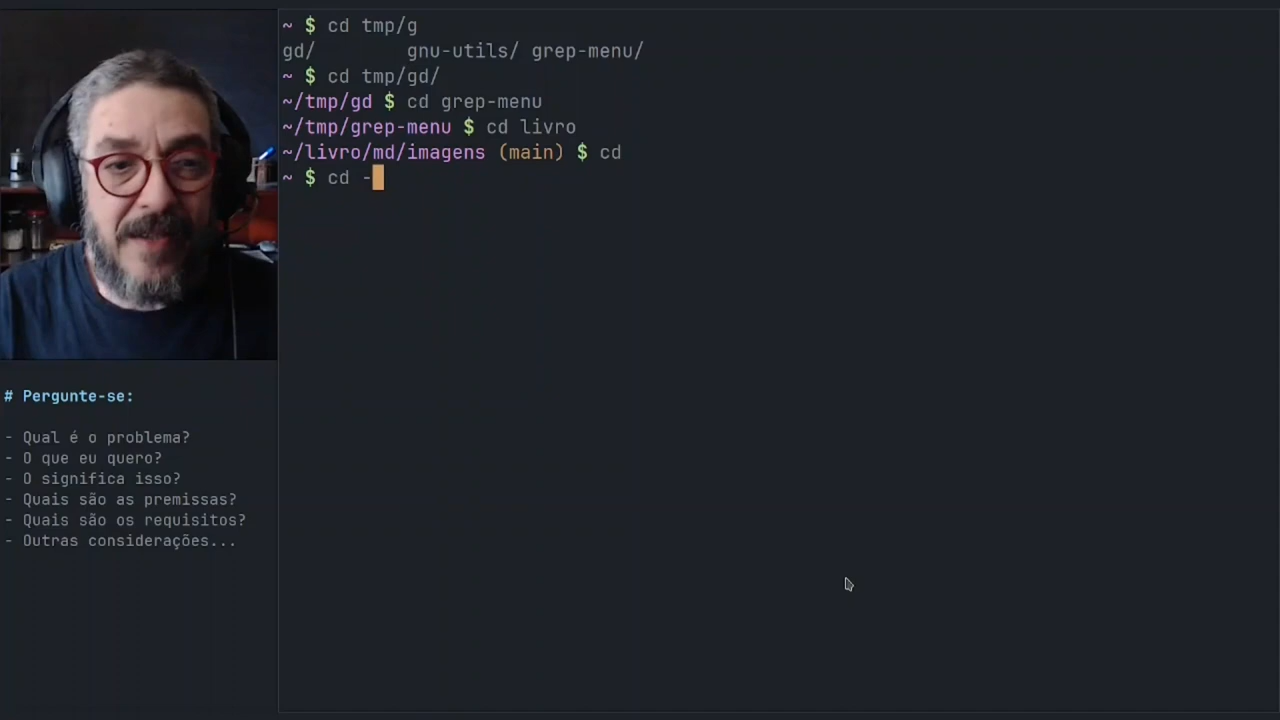 ~ $ cd tmp/g
gd/ gnu-utils/ grep-menu/
~ $ cd tmp/gd/
~/tmp/gd $ cd grep-menu
~/tmp/grep-menu $ cd livro
~/livro/md/imagens (main) $ cd
~ $ cd -
# Pergunte-se:
- Qual é o problema?
- O que eu quero?
- O significa isso?
- Quais são as premissas?
- Quais são os requisitos?
- Outras considerações...